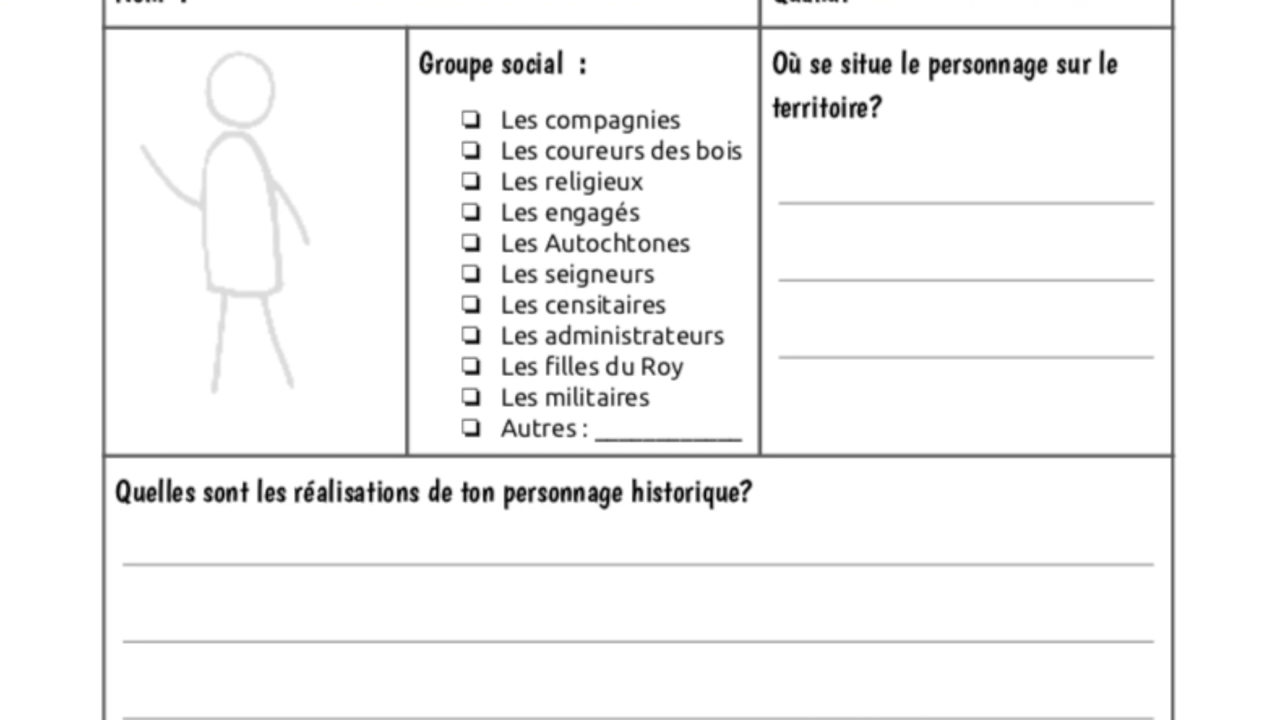 Groupe social :
Les compagnies
Les coureurs des bois
Les religieux
Les engagés
Les Autochtones
Les seigneurs
Les censitaires
Les administrateurs
Les filles du Roy
Les militaires
Autres : ____________
Où se situe le personnage sur le
territoire?
Quelles sont les réalisations de ton personnage historique?